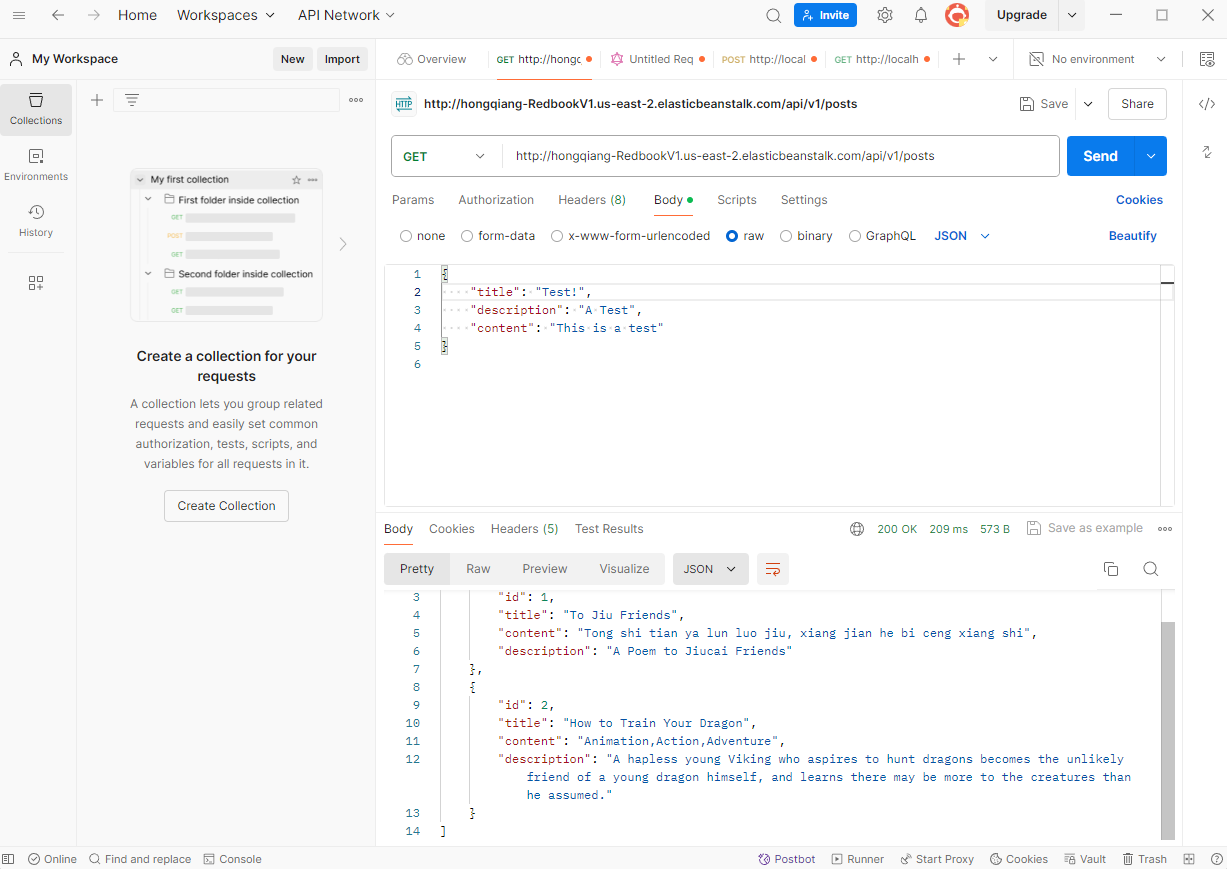 Home Workspaces API Network Invite Upgrade
My Workspace New Import Overview GET http://hongc Untitled Req POST http://local GET http://localh No environment
Collections
Environments
History
My first collection
First folder inside collection
GET
POST
GET
Second folder inside collection
GET
GET
Create a collection for your
requests
A collection lets you group related
requests and easily set common
authorization, tests, scripts, and
variables for all requests in it.
Create Collection
HTTP http://hongqiang-RedbookV1.us-east-2.elasticbeanstalk.com/api/v1/posts Save Share
GET http://hongqiang-RedbookV1.us-east-2.elasticbeanstalk.com/api/v1/posts Send
Params Authorization Headers (8) Body Scripts Settings Cookies
none form-data x-www-form-urlencoded raw binary GraphQL JSON Beautify
1 {
2 "title": "Test!",
3 "description": "A Test",
4 "content": "This is a test"
5 }
6
Body Cookies Headers (5) Test Results 200 OK 209 ms 573 B Save as example
Pretty Raw Preview Visualize JSON
3 "id": 1,
4 "title": "To Jiu Friends",
5 "content": "Tong shi tian ya lun luo jiu, xiang jian he bi ceng xiang shi",
6 "description": "A Poem to Jiucai Friends"
7 },
8 {
9 "id": 2,
10 "title": "How to Train Your Dragon",
11 "content": "Animation,Action,Adventure",
12 "description": "A hapless young Viking who aspires to hunt dragons becomes the unlikely
friend of a young dragon himself, and learns there may be more to the creatures than
he assumed."
13 }
14 ]
Online Find and replace Console Postbot Runner Start Proxy Cookies Vault Trash